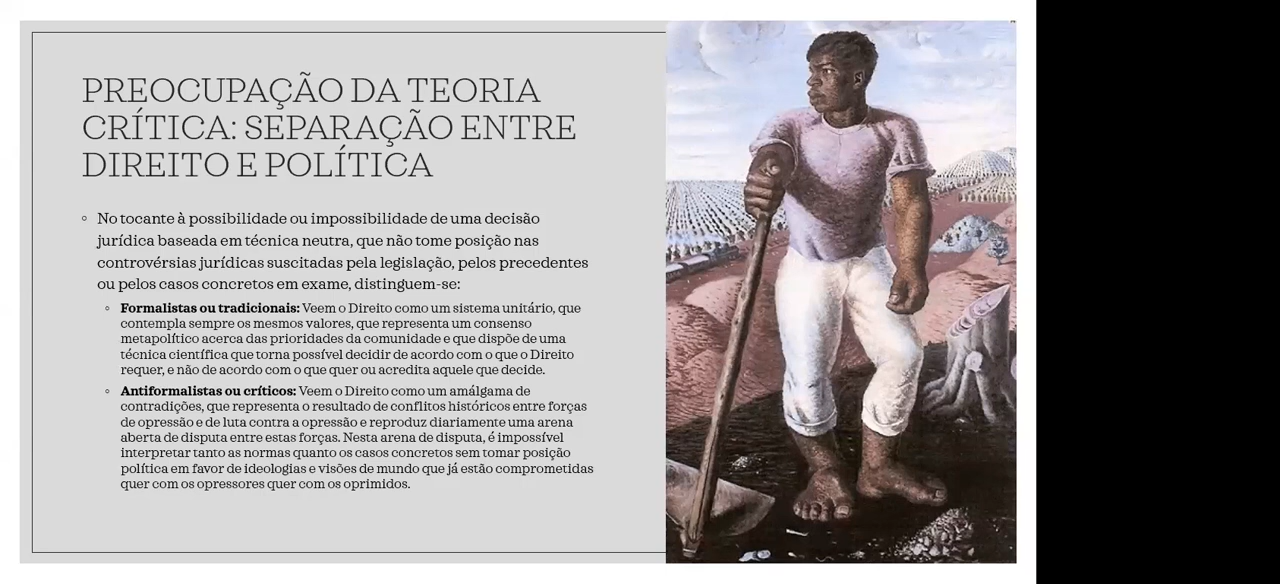 PREOCUPAÇÃO DA TEORIA
CRÍTICA: SEPARAÇÃO ENTRE
DIREITO E POLÍTICA
◦ No tocante à possibilidade ou impossibilidade de uma decisão
jurídica baseada em técnica neutra, que não tome posição nas
controvérsias jurídicas suscitadas pela legislação, pelos precedentes
ou pelos casos concretos em exame, distinguem-se:
◦ Formalistas ou tradicionais: Veem o Direito como um sistema unitário, que
contempla sempre os mesmos valores, que representa um consenso
metapolítico acerca das prioridades da comunidade e que dispõe de uma
técnica científica que torna possível decidir de acordo com o que o Direito
requer, e não de acordo com o que quer ou acredita aquele que decide.
◦ Antiformalistas ou críticos: Veem o Direito como um amálgama de
contradições, que representa o resultado de conflitos históricos entre forças
de opressão e de luta contra a opressão e reproduz diariamente uma arena
aberta de disputa entre estas forças. Nesta arena de disputa, é impossível
interpretar tanto as normas quanto os casos concretos sem tomar posição
política em favor de ideologias e visões de mundo que já estão comprometidas
quer com os opressores quer com os oprimidos.